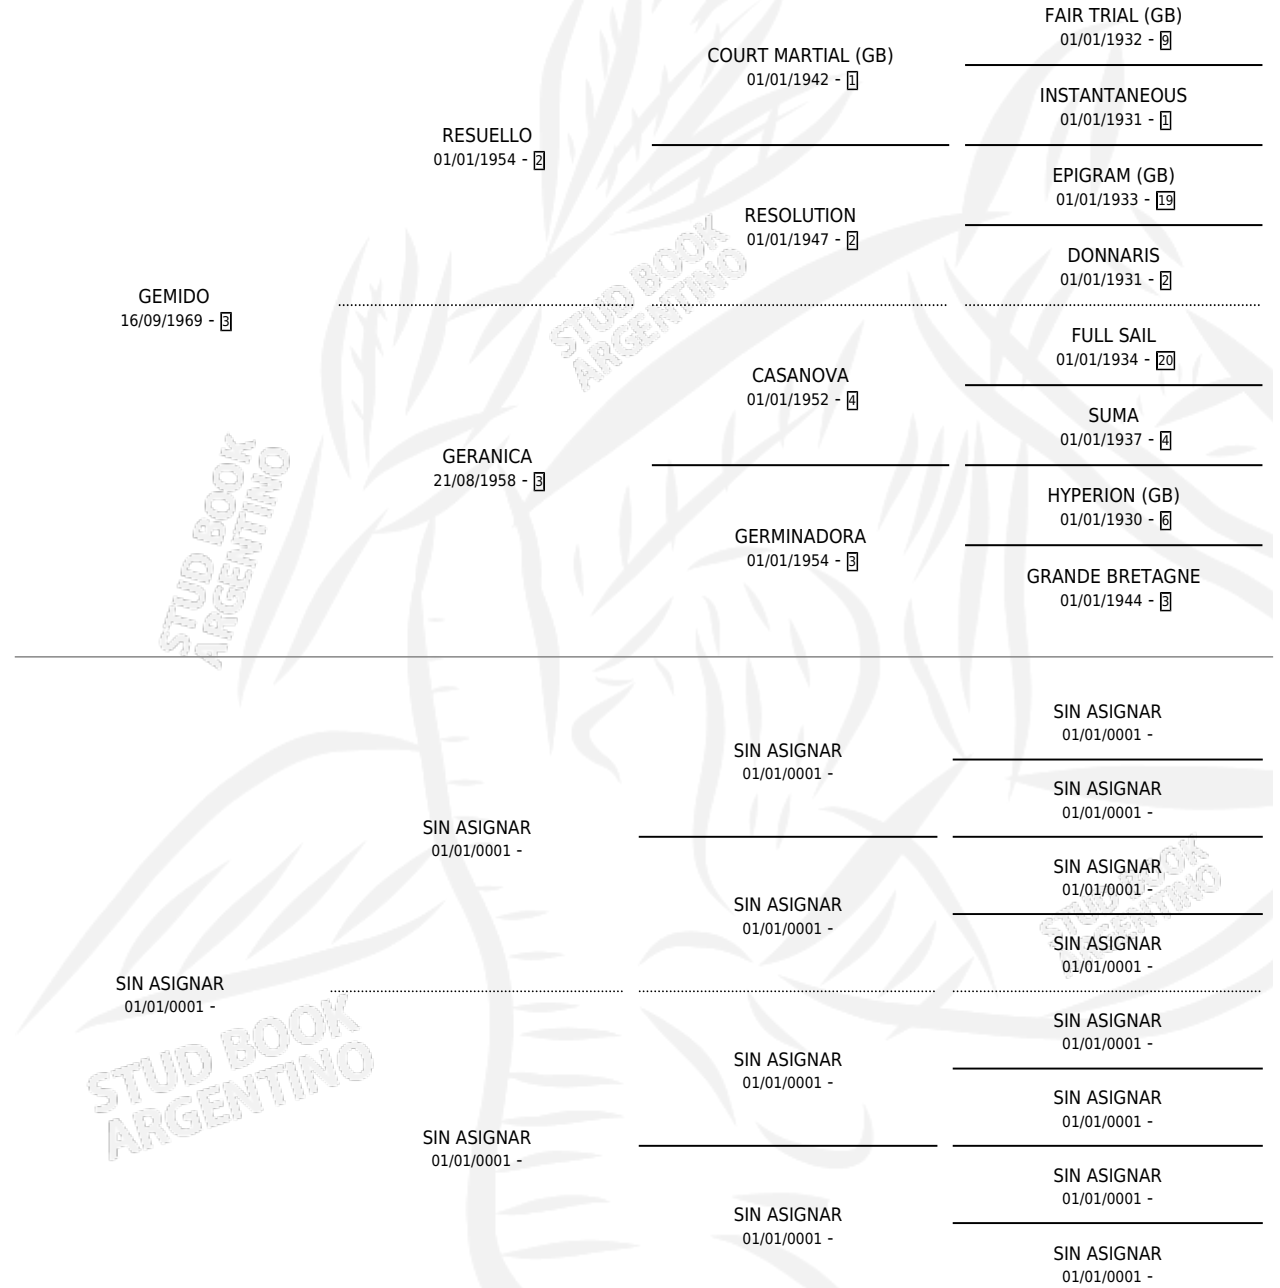 FAIR TRIAL (GB)
01/01/1932 - 9
COURT MARTIAL (GB)
01/01/1942 - 1
INSTANTANEOUS
01/01/1931 - 1
RESUELLO
01/01/1954 - 2
EPIGRAM (GB)
01/01/1933 - 19
RESOLUTION
01/01/1947 - 2
DONNARIS
01/01/1931 - 2
GEMIDO
16/09/1969 - 3
FULL SAIL
01/01/1934 - 20
CASANOVA
01/01/1952 - 4
SUMA
01/01/1937 - 4
GERANICA
21/08/1958 - 3
HYPERION (GB)
01/01/1930 - 6
GERMINADORA
01/01/1954 - 3
GRANDE BRETAGNE
01/01/1944 - 3
SIN ASIGNAR
01/01/0001 -
SIN ASIGNAR
01/01/0001 -
SIN ASIGNAR
01/01/0001 -
SIN ASIGNAR
01/01/0001 -
SIN ASIGNAR
01/01/0001 -
SIN ASIGNAR
01/01/0001 -
SIN ASIGNAR
01/01/0001 -
SIN ASIGNAR
01/01/0001 -
SIN ASIGNAR
01/01/0001 -
SIN ASIGNAR
01/01/0001 -
SIN ASIGNAR
01/01/0001 -
SIN ASIGNAR
01/01/0001 -
SIN ASIGNAR
01/01/0001 -
SIN ASIGNAR
01/01/0001 -
SIN ASIGNAR
01/01/0001 -
STUD BOOK
ARGENTINO
STUD BOOK
ARGENTINO
STUD BOOK
ARGENTINO
STUD BOOK
ARGENTINO